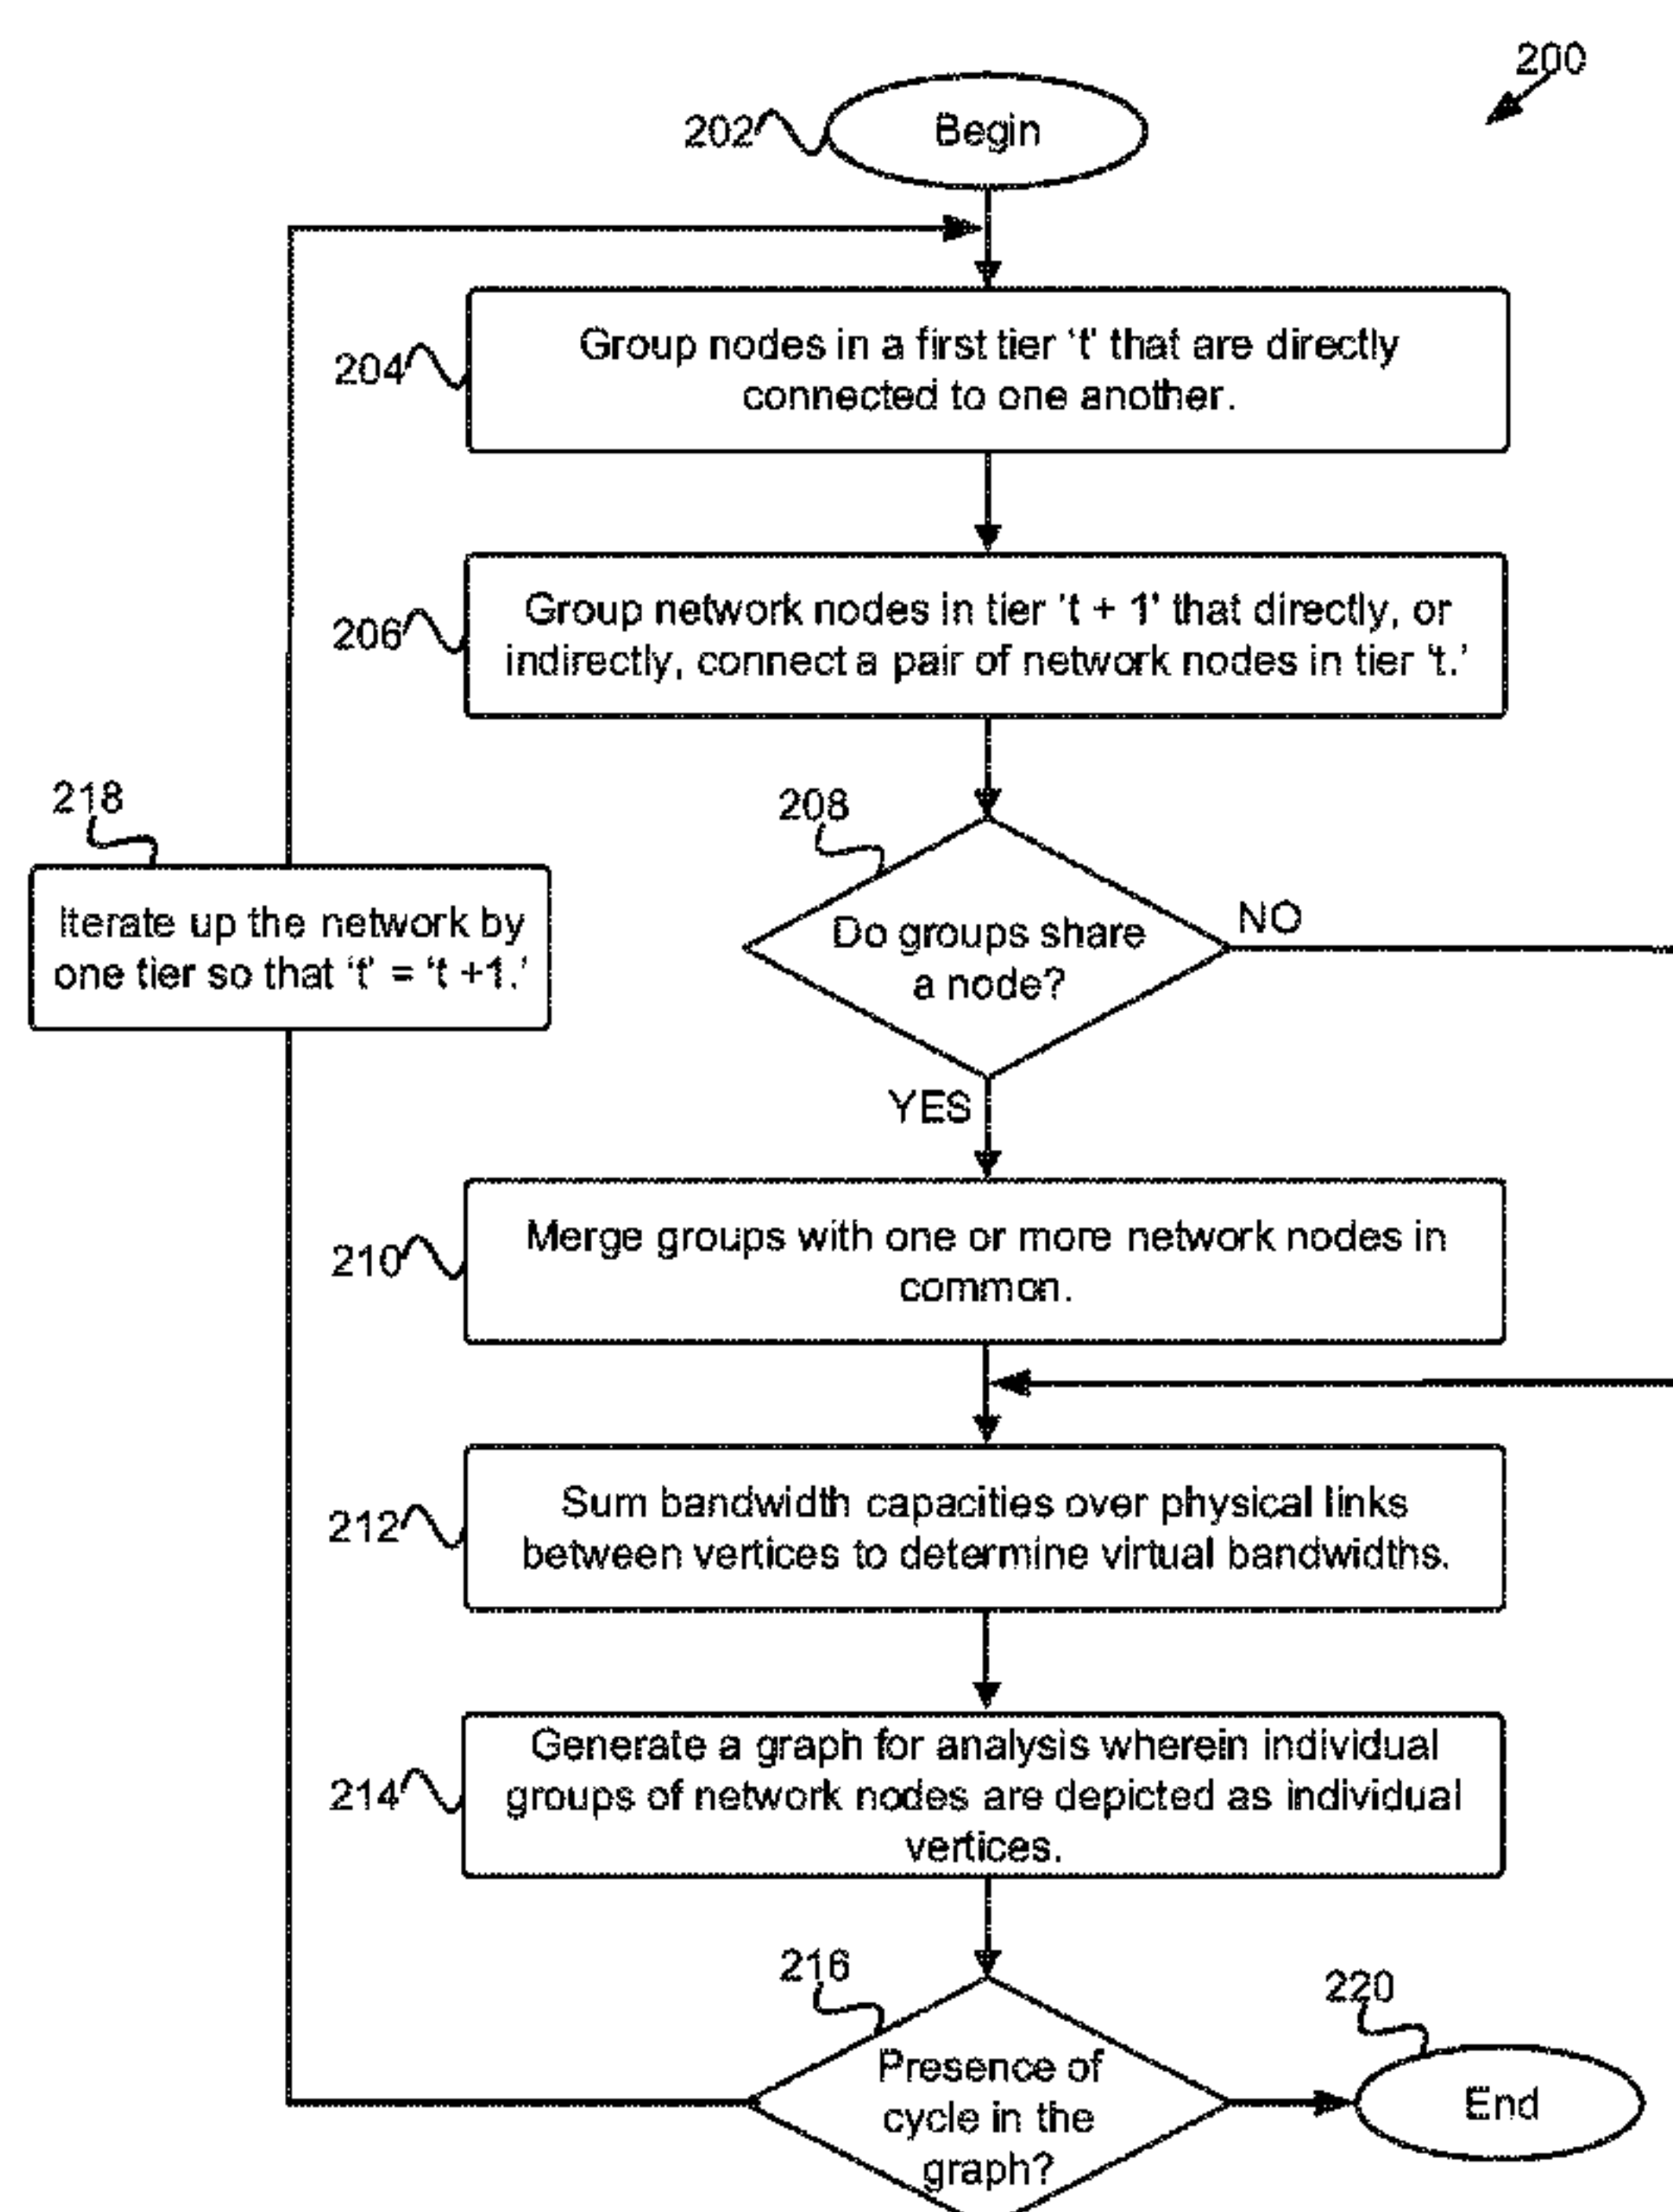 200
202
Begin
204
Group nodes in a first tier ‘t’ that are directly
connected to one another.
206
Group network nodes in tier ‘t + 1’ that directly, or
indirectly, connect a pair of network nodes in tier ‘t.’
218
Iterate up the network by
one tier so that ‘t’ = ‘t +1.’
208
Do groups share
a node?
NO
YES
210
Merge groups with one or more network nodes in
common.
212
Sum bandwidth capacities over physical links
between vertices to determine virtual bandwidths.
214
Generate a graph for analysis wherein individual
groups of network nodes are depicted as individual
vertices.
216
Presence of
cycle in the
graph?
220
End